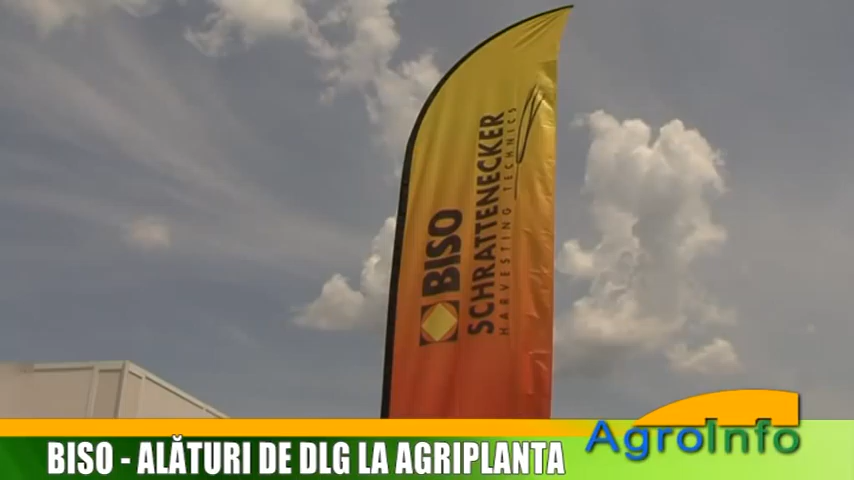 BISO
SCHRATTENECKER
HARVESTING TECHNICS
BISO - ALĂTURI DE DLG LA AGRIPLANTA
AgroInfo